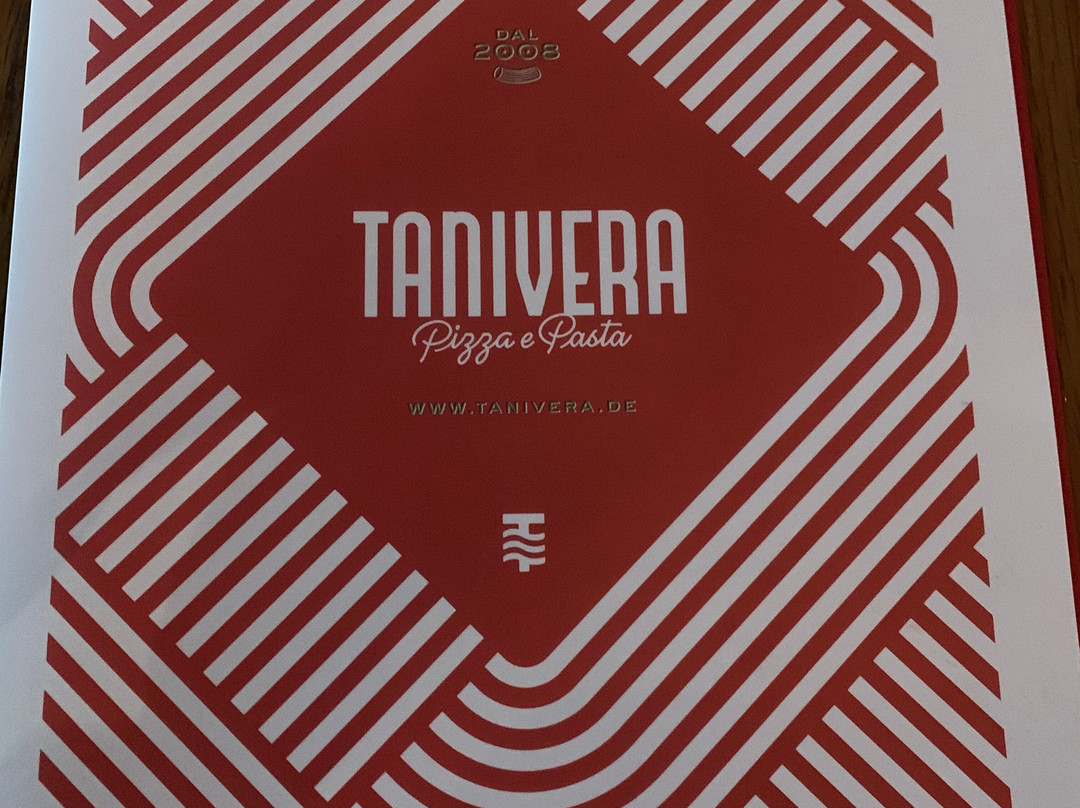 DAL
2008
TANIVERA
Pizza e Pasta
WWW.TANIVERA.DE